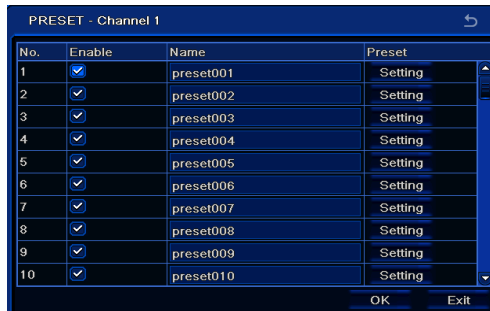 PRESET - Channel 1
No. Enable Name Preset
1 preset001 Setting
2 preset002 Setting
3 preset003 Setting
4 preset004 Setting
5 preset005 Setting
6 preset006 Setting
7 preset007 Setting
8 preset008 Setting
9 preset009 Setting
10 preset010 Setting
OK Exit